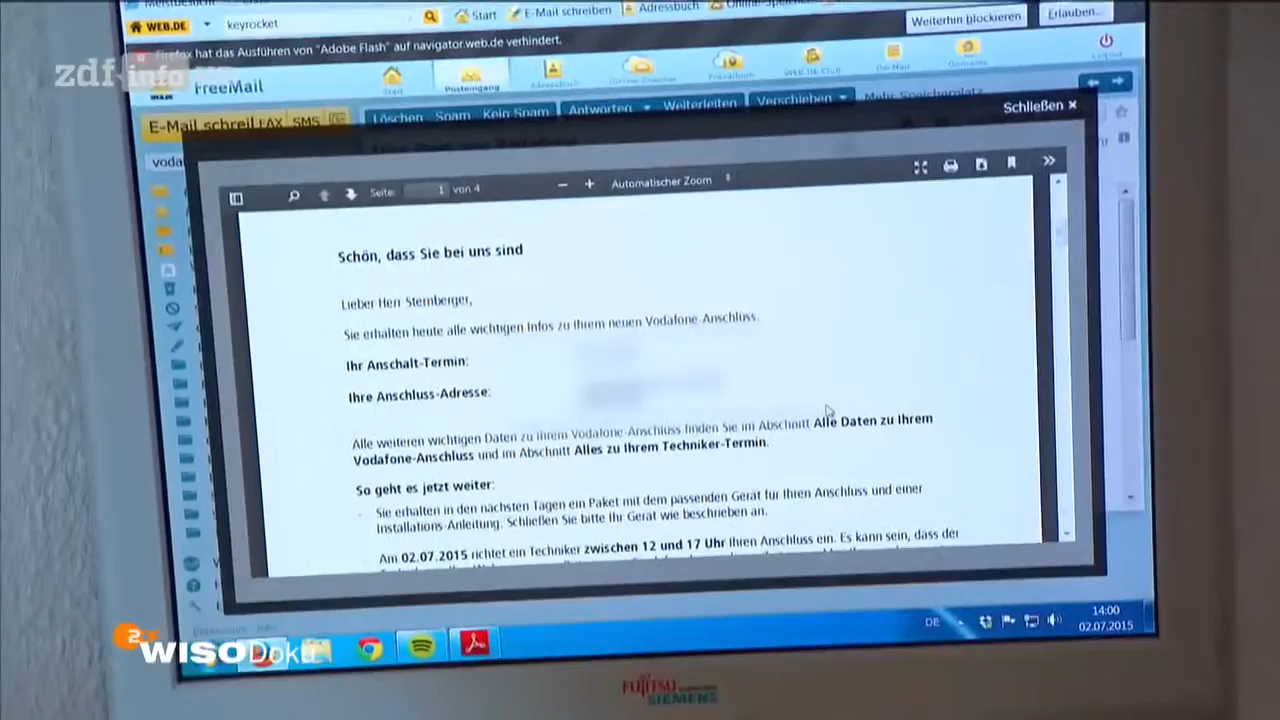 WEB.DE
keyrocket
Start
E-Mail schreiben
Adressbuch
Weiterhin blockieren
Erlauben...
Firefox hat das Ausführen von "Adobe Flash" auf navigator.web.de verhindert.
zdf info
FreeMail
Start
Posteingang
WEB.DE Club
Logout
E-Mail schreil FAX SMS
Löschen Spam Kein Spam Antworten Weiterleiten Verschieben Mehr
Schließen ×
voda
Seite: 1 von 4
Automatischer Zoom
Schön, dass Sie bei uns sind
Lieber Herr Sternberger,
Sie erhalten heute alle wichtigen Infos zu Ihrem neuen Vodafone-Anschluss.
Ihr Anschalt-Termin:
Ihre Anschluss-Adresse:
Alle weiteren wichtigen Daten zu Ihrem Vodafone-Anschluss finden Sie im Abschnitt Alle Daten zu Ihrem
Vodafone-Anschluss und im Abschnitt Alles zu Ihrem Techniker-Termin.
So geht es jetzt weiter:
- Sie erhalten in den nächsten Tagen ein Paket mit dem passenden Gerät für Ihren Anschluss und einer
Installations-Anleitung. Schließen Sie bitte Ihr Gerät wie beschrieben an.
Am 02.07.2015 richtet ein Techniker zwischen 12 und 17 Uhr Ihren Anschluss ein. Es kann sein, dass der
DE
14:00
02.07.2015
2 WISO Doku
FUJITSU
SIEMENS